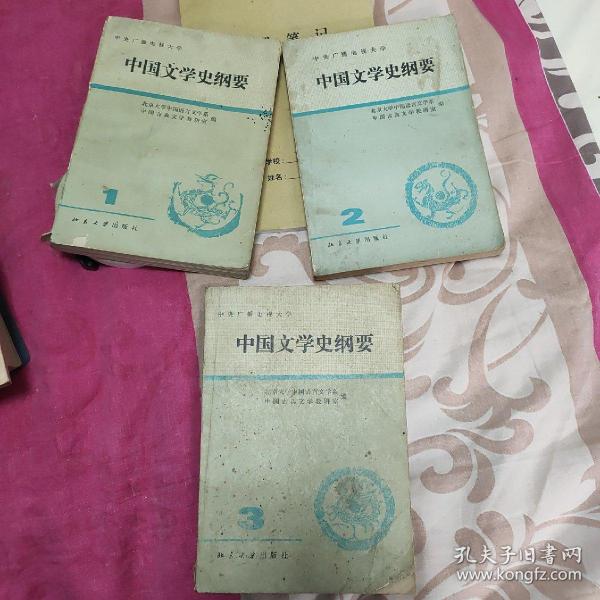 笔记
学校：
姓名：
中央广播电视大学
中国文学史纲要
北京大学中国语言文学系
中国古典文学教研室
编
1
北京大学出版社
中央广播电视大学
中国文学史纲要
北京大学中国语言文学系
中国古典文学教研室
编
2
北京大学出版社
中央广播电视大学
中国文学史纲要
北京大学中国语言文学系
中国古典文学教研室
编
3
北京大学出版社
孔夫子旧书网
www.kongfz.com